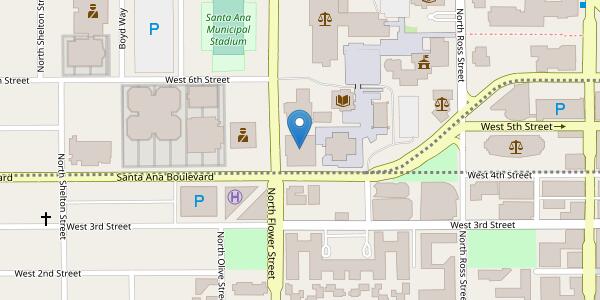 North Shelton Street
Boyd Way
P
Santa Ana
Municipal
Stadium
North Ross Street
West 6th Street
P
West 5th Street
Santa Ana Boulevard
West 4th Street
North Shelton Street
P
H
North Flower Street
West 3rd Street
West 3rd Street
North Olive
North Ross
West 2nd Street